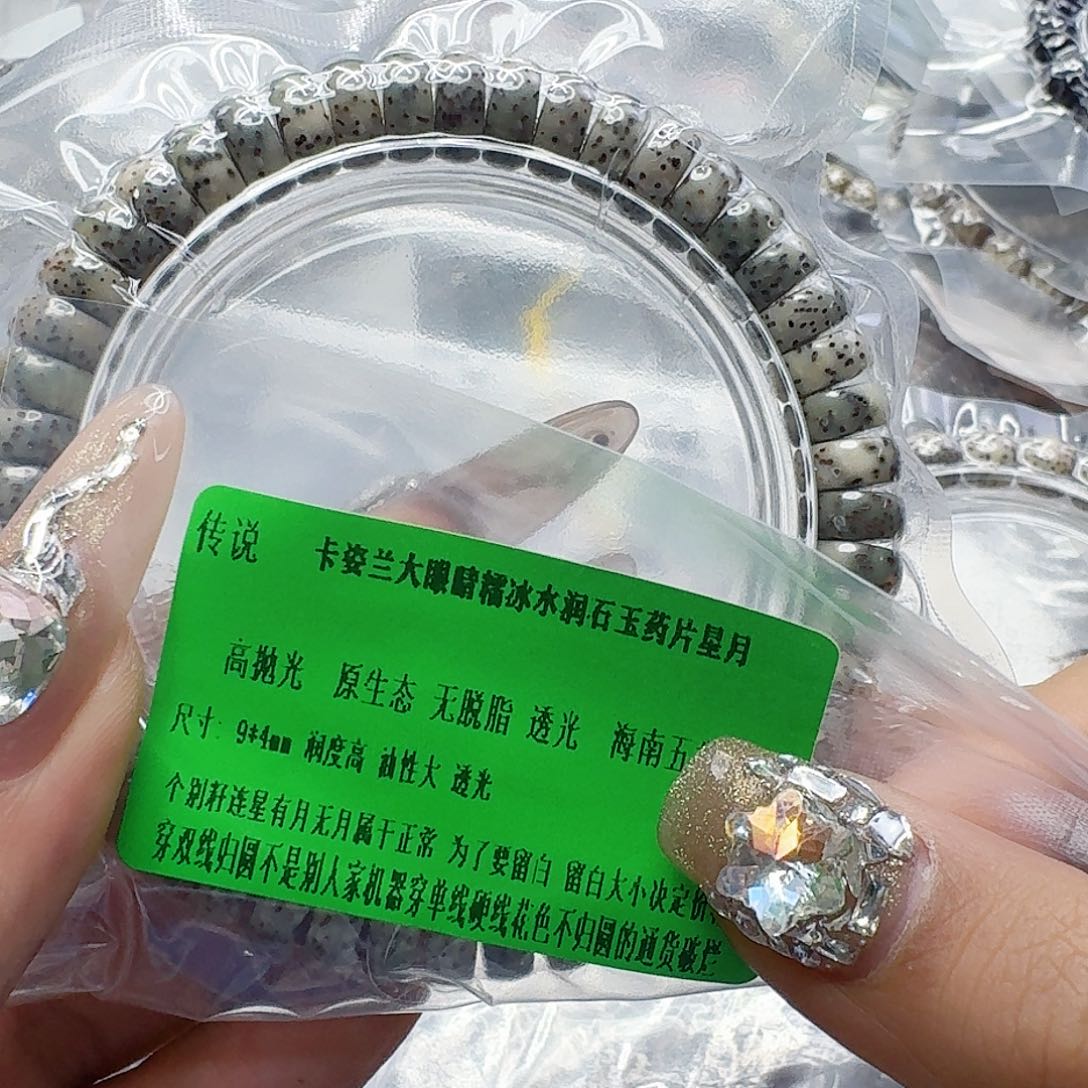 传说 卡姿兰大眼睛糯冰水润石玉药片星月
高抛光 原生态 无脱脂 透光 海南五
尺寸: 9*4mm 润度高 油性大 透光
个别籽连星有月无月属于正常 为了要留白 留白大小决定价
穿双线归圆不是别人家机器穿单线硬线花色不归圆的通货破烂